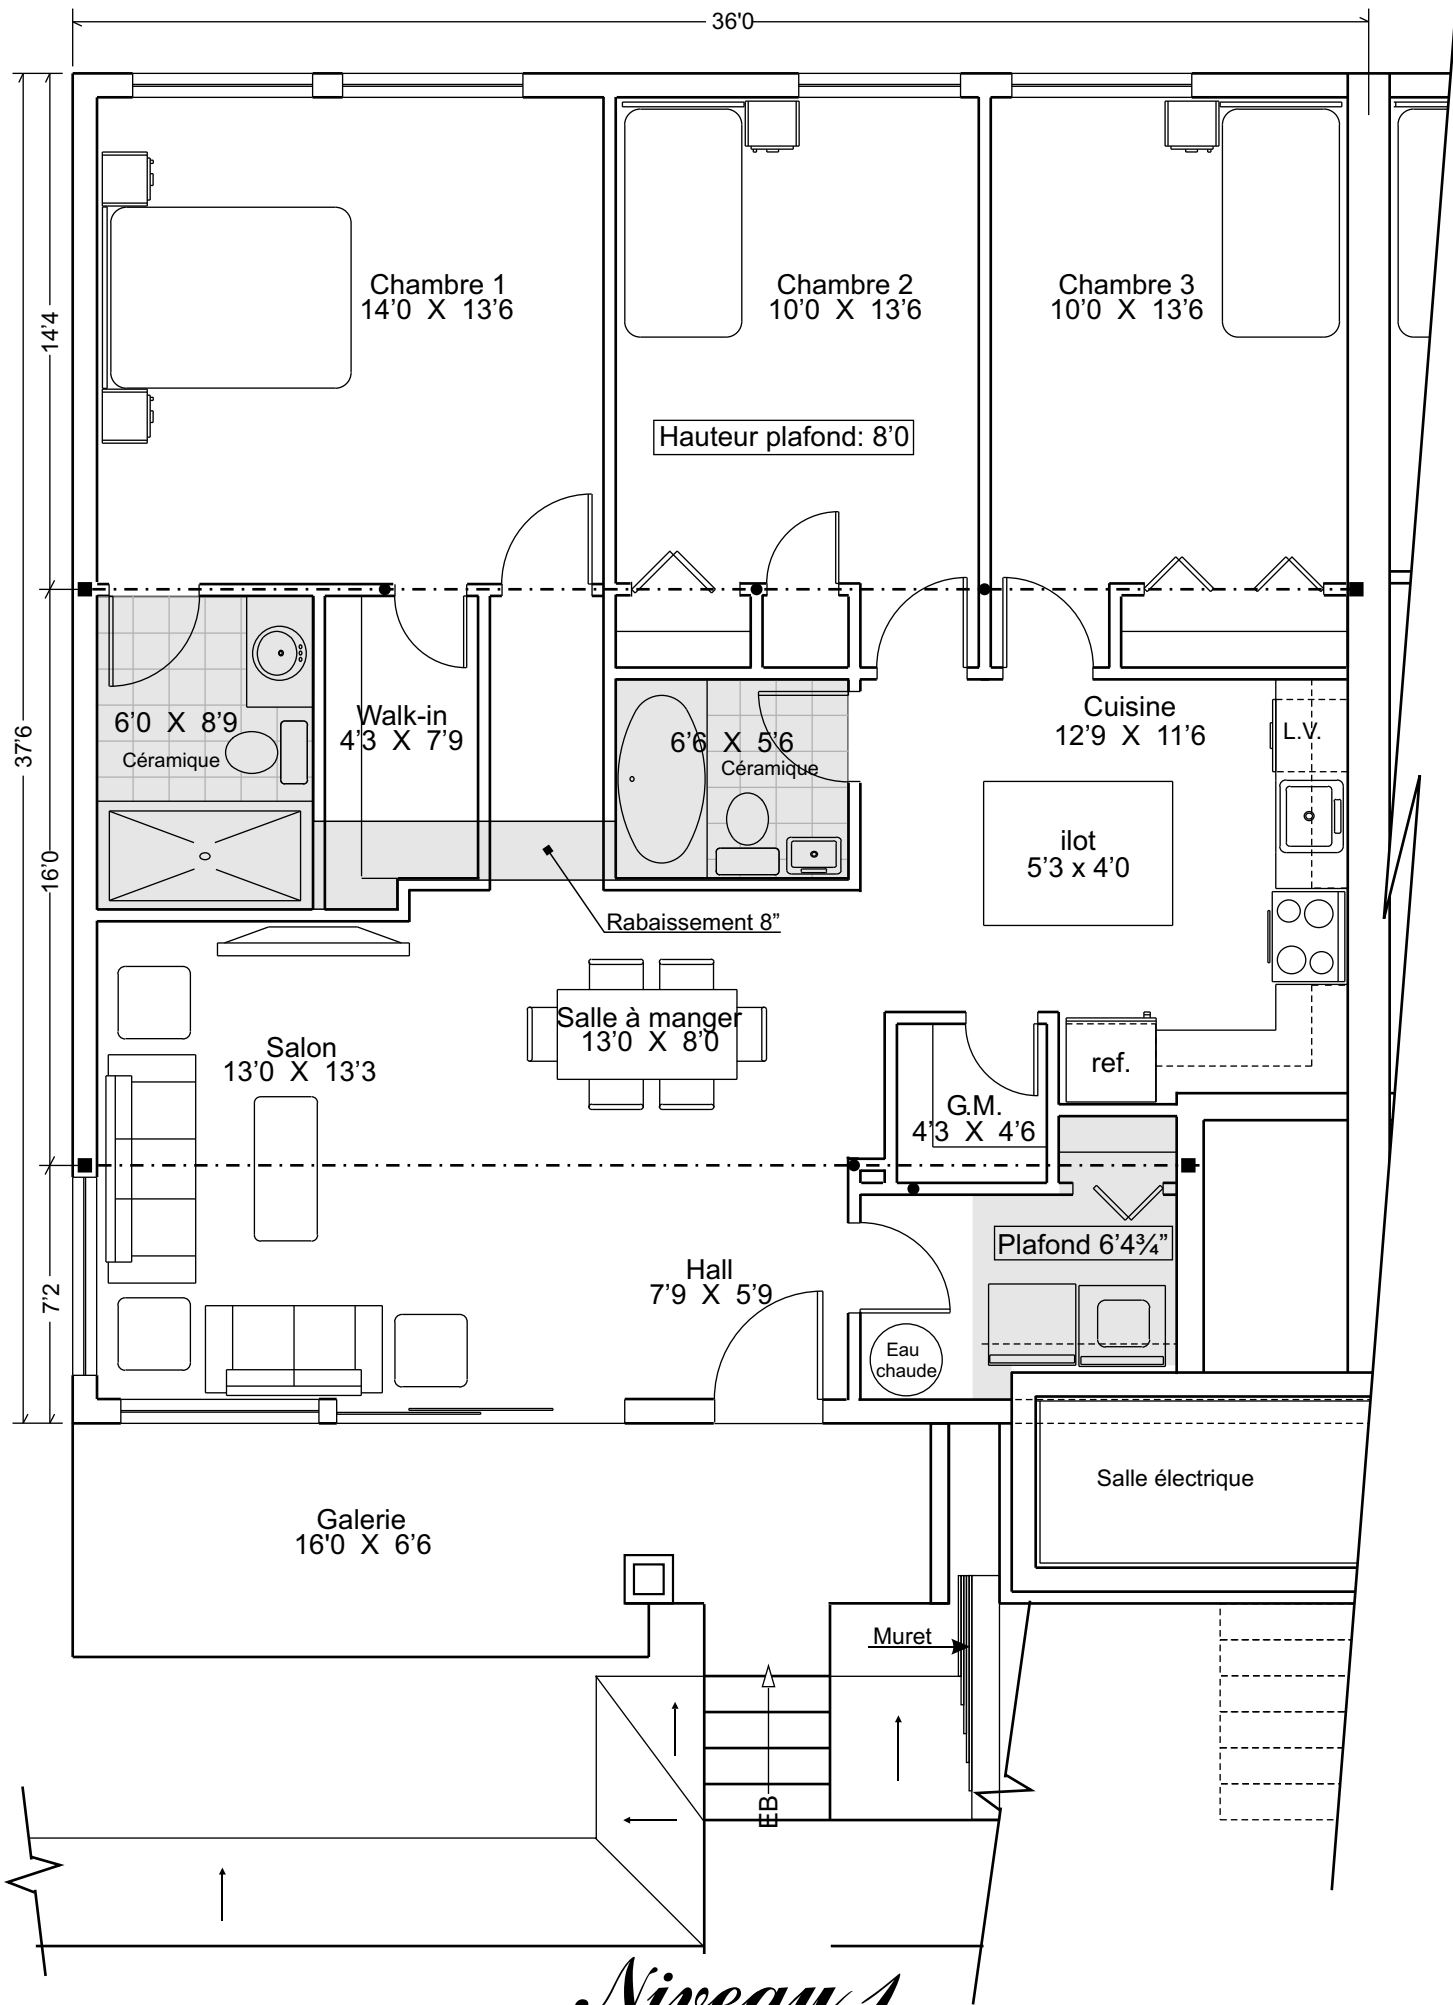 36'0
14'4
37'6
16'0
7'2
Chambre 1
14'0 X 13'6
Chambre 2
10'0 X 13'6
Chambre 3
10'0 X 13'6
Hauteur plafond: 8'0
6'0 X 8'9
Céramique
Walk-in
4'3 X 7'9
6'6 X 5'6
Céramique
Cuisine
12'9 X 11'6
L.V.
ilot
5'3 x 4'0
Rabaissement 8”
Salle à manger
13'0 X 8'0
Salon
13'0 X 13'3
ref.
G.M.
4'3 X 4'6
Plafond 6'4¾”
Hall
7'9 X 5'9
Eau
chaude
Salle électrique
Galerie
16'0 X 6'6
Muret
EB
Niveau 1